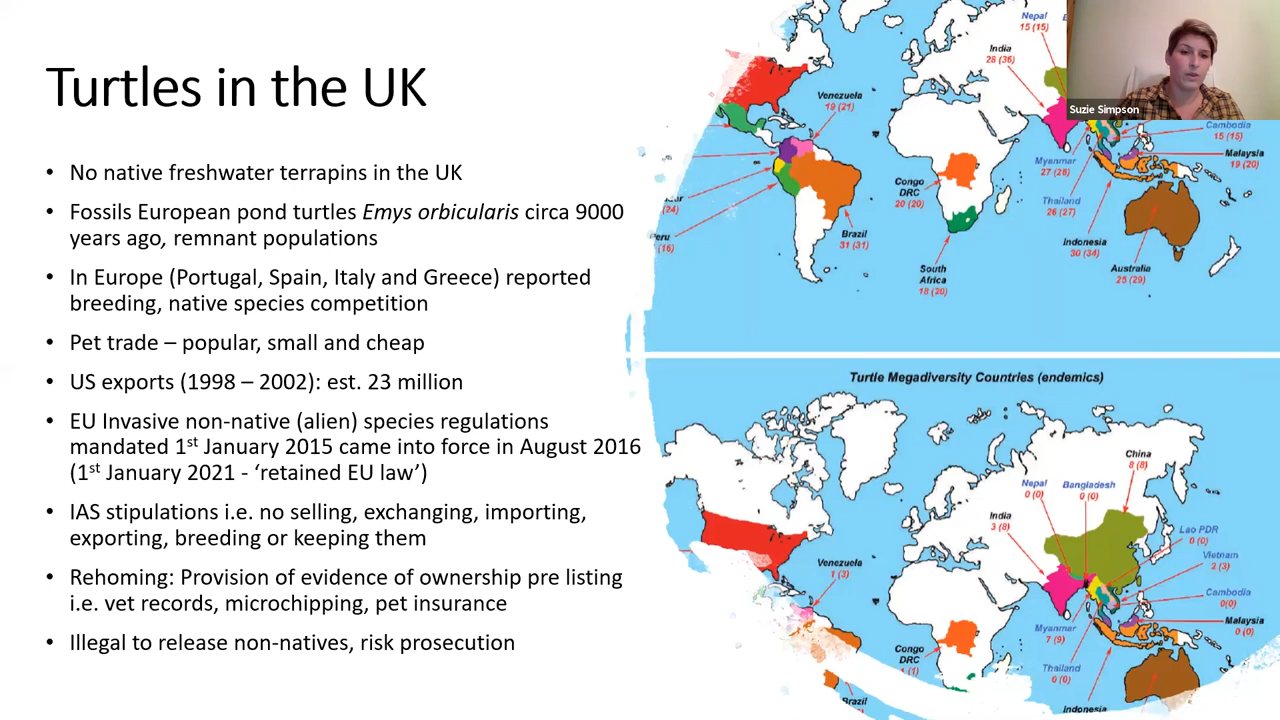 Turtles in the UK
• No native freshwater terrapins in the UK
• Fossils European pond turtles Emys orbicularis circa 9000
years ago, remnant populations
• In Europe (Portugal, Spain, Italy and Greece) reported
breeding, native species competition
• Pet trade – popular, small and cheap
• US exports (1998 – 2002): est. 23 million
• EU Invasive non-native (alien) species regulations
mandated 1st January 2015 came into force in August 2016
(1st January 2021 - ‘retained EU law’)
• IAS stipulations i.e. no selling, exchanging, importing,
exporting, breeding or keeping them
• Rehoming: Provision of evidence of ownership pre listing
i.e. vet records, microchipping, pet insurance
• Illegal to release non-natives, risk prosecution
Nepal
15 (15)
India
28 (36)
Suzie Simpson
Venezuela
19 (21)
Cambodia
15 (15)
Malaysia
19 (20)
Myanmar
27 (28)
Congo
DRC
20 (20)
Thailand
26 (27)
(24)
Brazil
31 (31)
Indonesia
30 (34)
(16)
South
Africa
18 (20)
Australia
25 (29)
Turtle Megadiversity Countries (endemics)
China
8 (8)
Nepal
0 (0)
Bangladesh
0 (0)
India
3 (8)
Lao PDR
0 (0)
Vietnam
2 (3)
Venezuela
1 (3)
Cambodia
0(0)
Malaysia
0 (0)
Myanmar
7 (9)
Congo
DRC
(1)
Thailand
0 (0)
Brazil
Indonesia